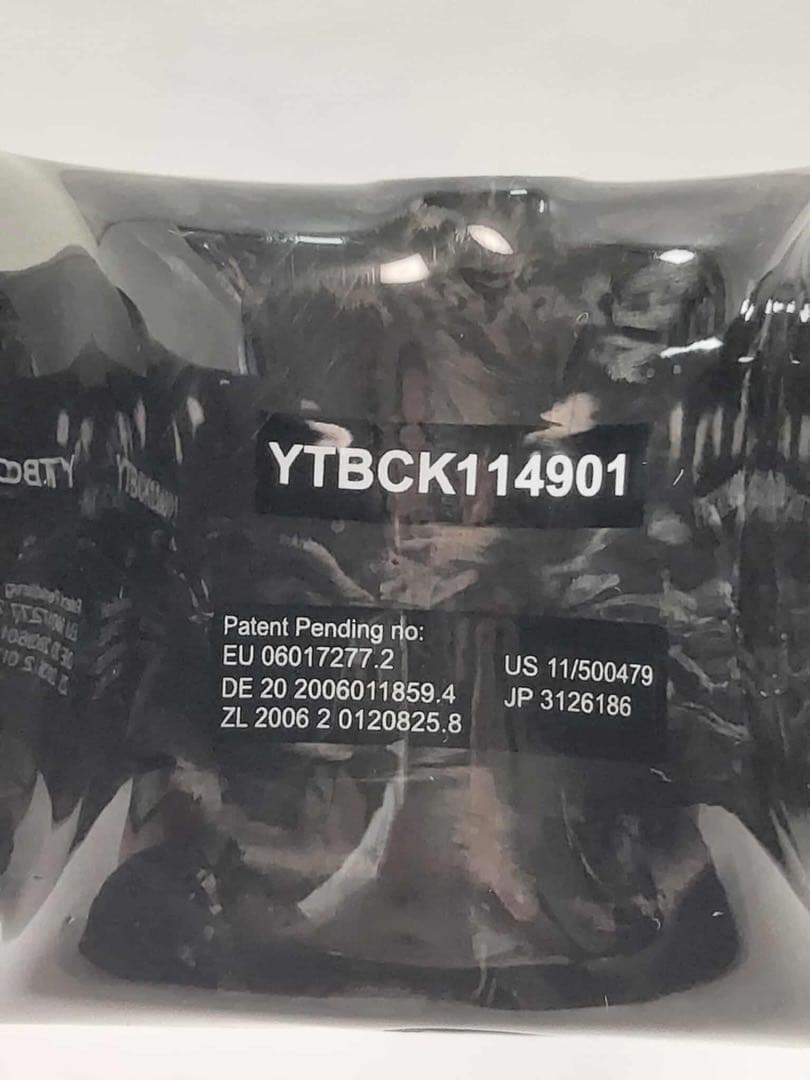 YTBCK114901
Patent Pending no:
EU 06017277.2
DE 20 2006011859.4
ZL 2006 2 0120825.8
US 11/500479
JP 3126186